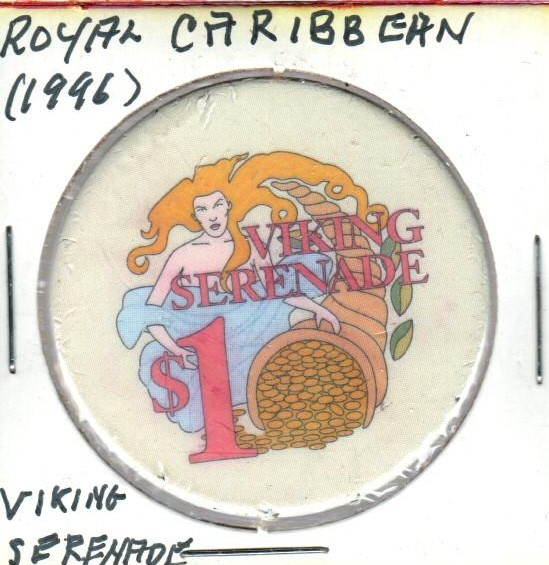 ROYAL CARIBBEAN
(1996)
VIKING
SERENADE
$1
VIKING
SERENADE